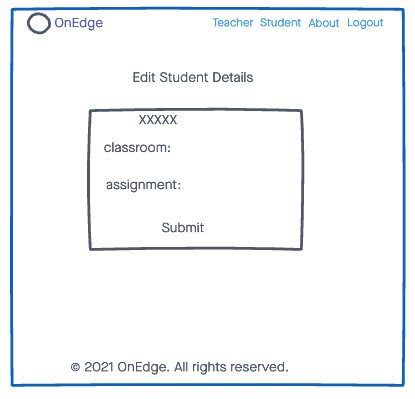 OnEdge Teacher Student About Logout
Edit Student Details
XXXXX
classroom:
assignment:
Submit
© 2021 OnEdge. All rights reserved.